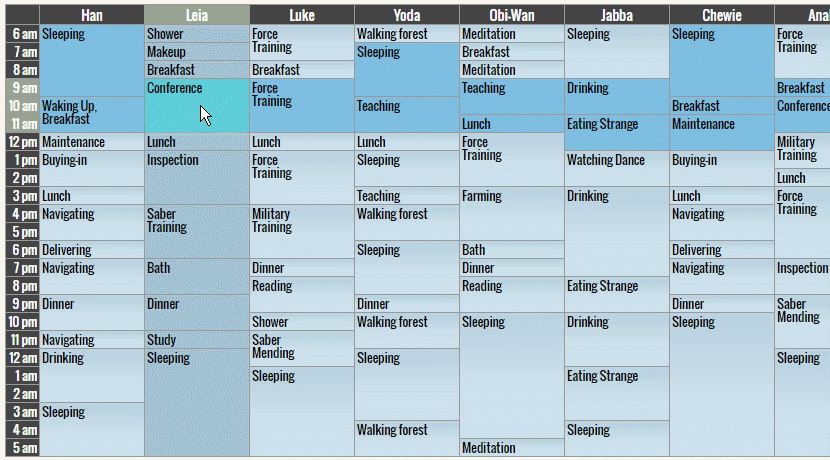 Han Leia Luke Yoda Obi-Wan Jabba Chewie Ana
6 am Sleeping Shower Force Walking forest Meditation Sleeping Sleeping Force
7 am Makeup Training Sleeping Breakfast Training
8 am Breakfast Breakfast Meditation
9 am Conference Force Teaching Drinking Breakfast
Training
10 am Waking Up, Teaching Breakfast Conference
11 am Breakfast Lunch Eating Strange Maintenance
12 pm Maintenance Lunch Lunch Lunch Force Military
1 pm Buying-in Inspection Force Sleeping Training Watching Dance Buying-in Training
2 pm Training Lunch
3 pm Lunch Teaching Farming Drinking Lunch Force
4 pm Navigating Saber Military Walking forest Navigating Training
5 pm Training Training
6 pm Delivering Sleeping Bath Delivering
7 pm Navigating Bath Dinner Dinner Navigating Inspection
8 pm Reading Reading Eating Strange
9 pm Dinner Dinner Dinner Dinner Saber
10 pm Shower Walking forest Sleeping Drinking Sleeping Mending
11 pm Navigating Study Saber
12 am Drinking Sleeping Mending Sleeping Sleeping
1 am Sleeping Eating Strange
2 am
3 am Sleeping
4 am Walking forest Sleeping
5 am Meditation